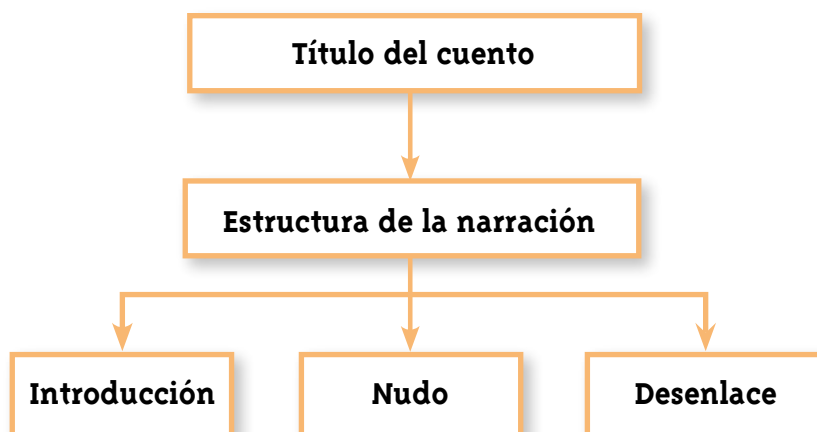 Título del cuento
Estructura de la narración
Introducción
Nudo
Desenlace